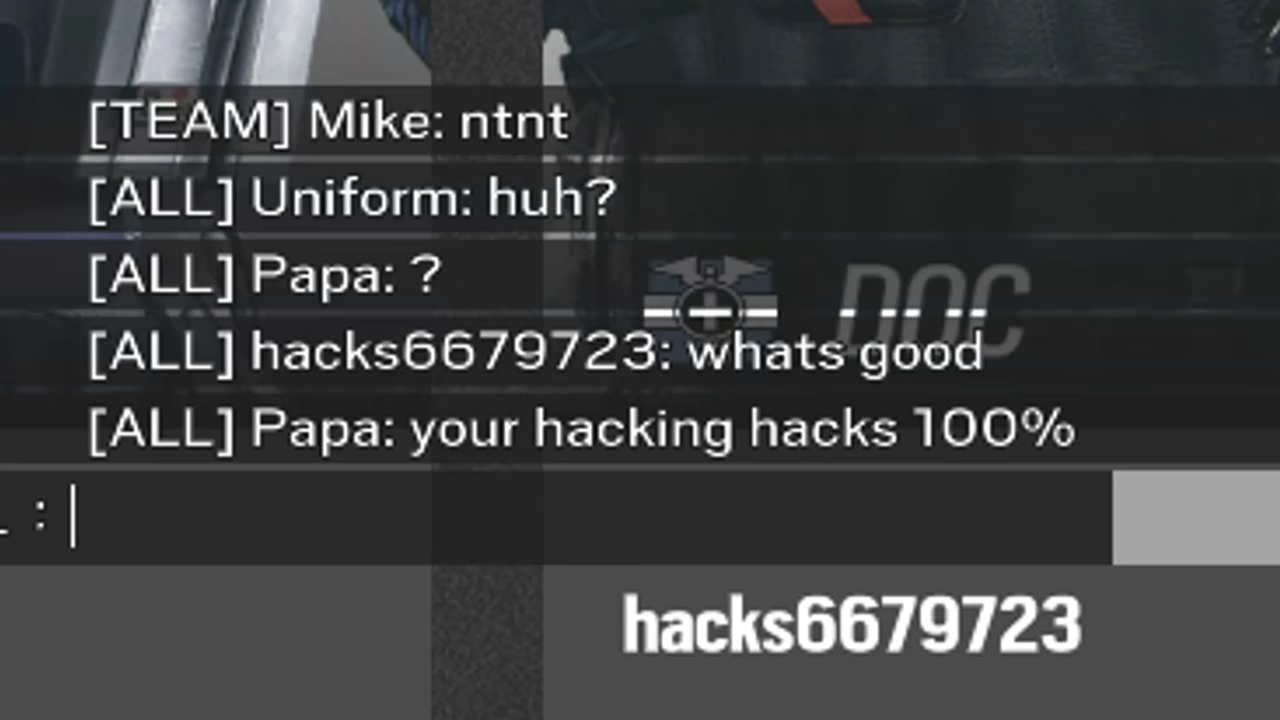 [TEAM] Mike: ntnt
[ALL] Uniform: huh?
[ALL] Papa: ?
DOC
[ALL] hacks6679723: whats good
[ALL] Papa: your hacking hacks 100%
:
hacks6679723